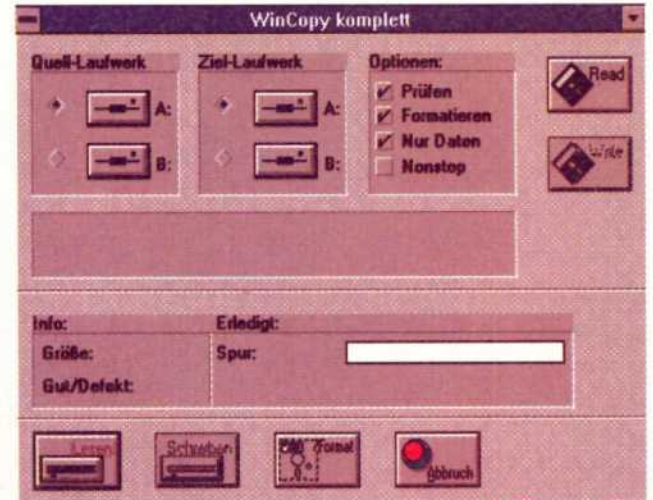 WinCopy komplett
Quell-Laufwerk
A:
B:
Ziel-Laufwerk
A:
B:
Optionen:
Prüfen
Formatieren
Nur Daten
Nonstop
Read
Write
Info:
Größe:
Gut/Defekt:
Erledigt:
Spur:
Lesen
Schreiben
Format
Abbruch